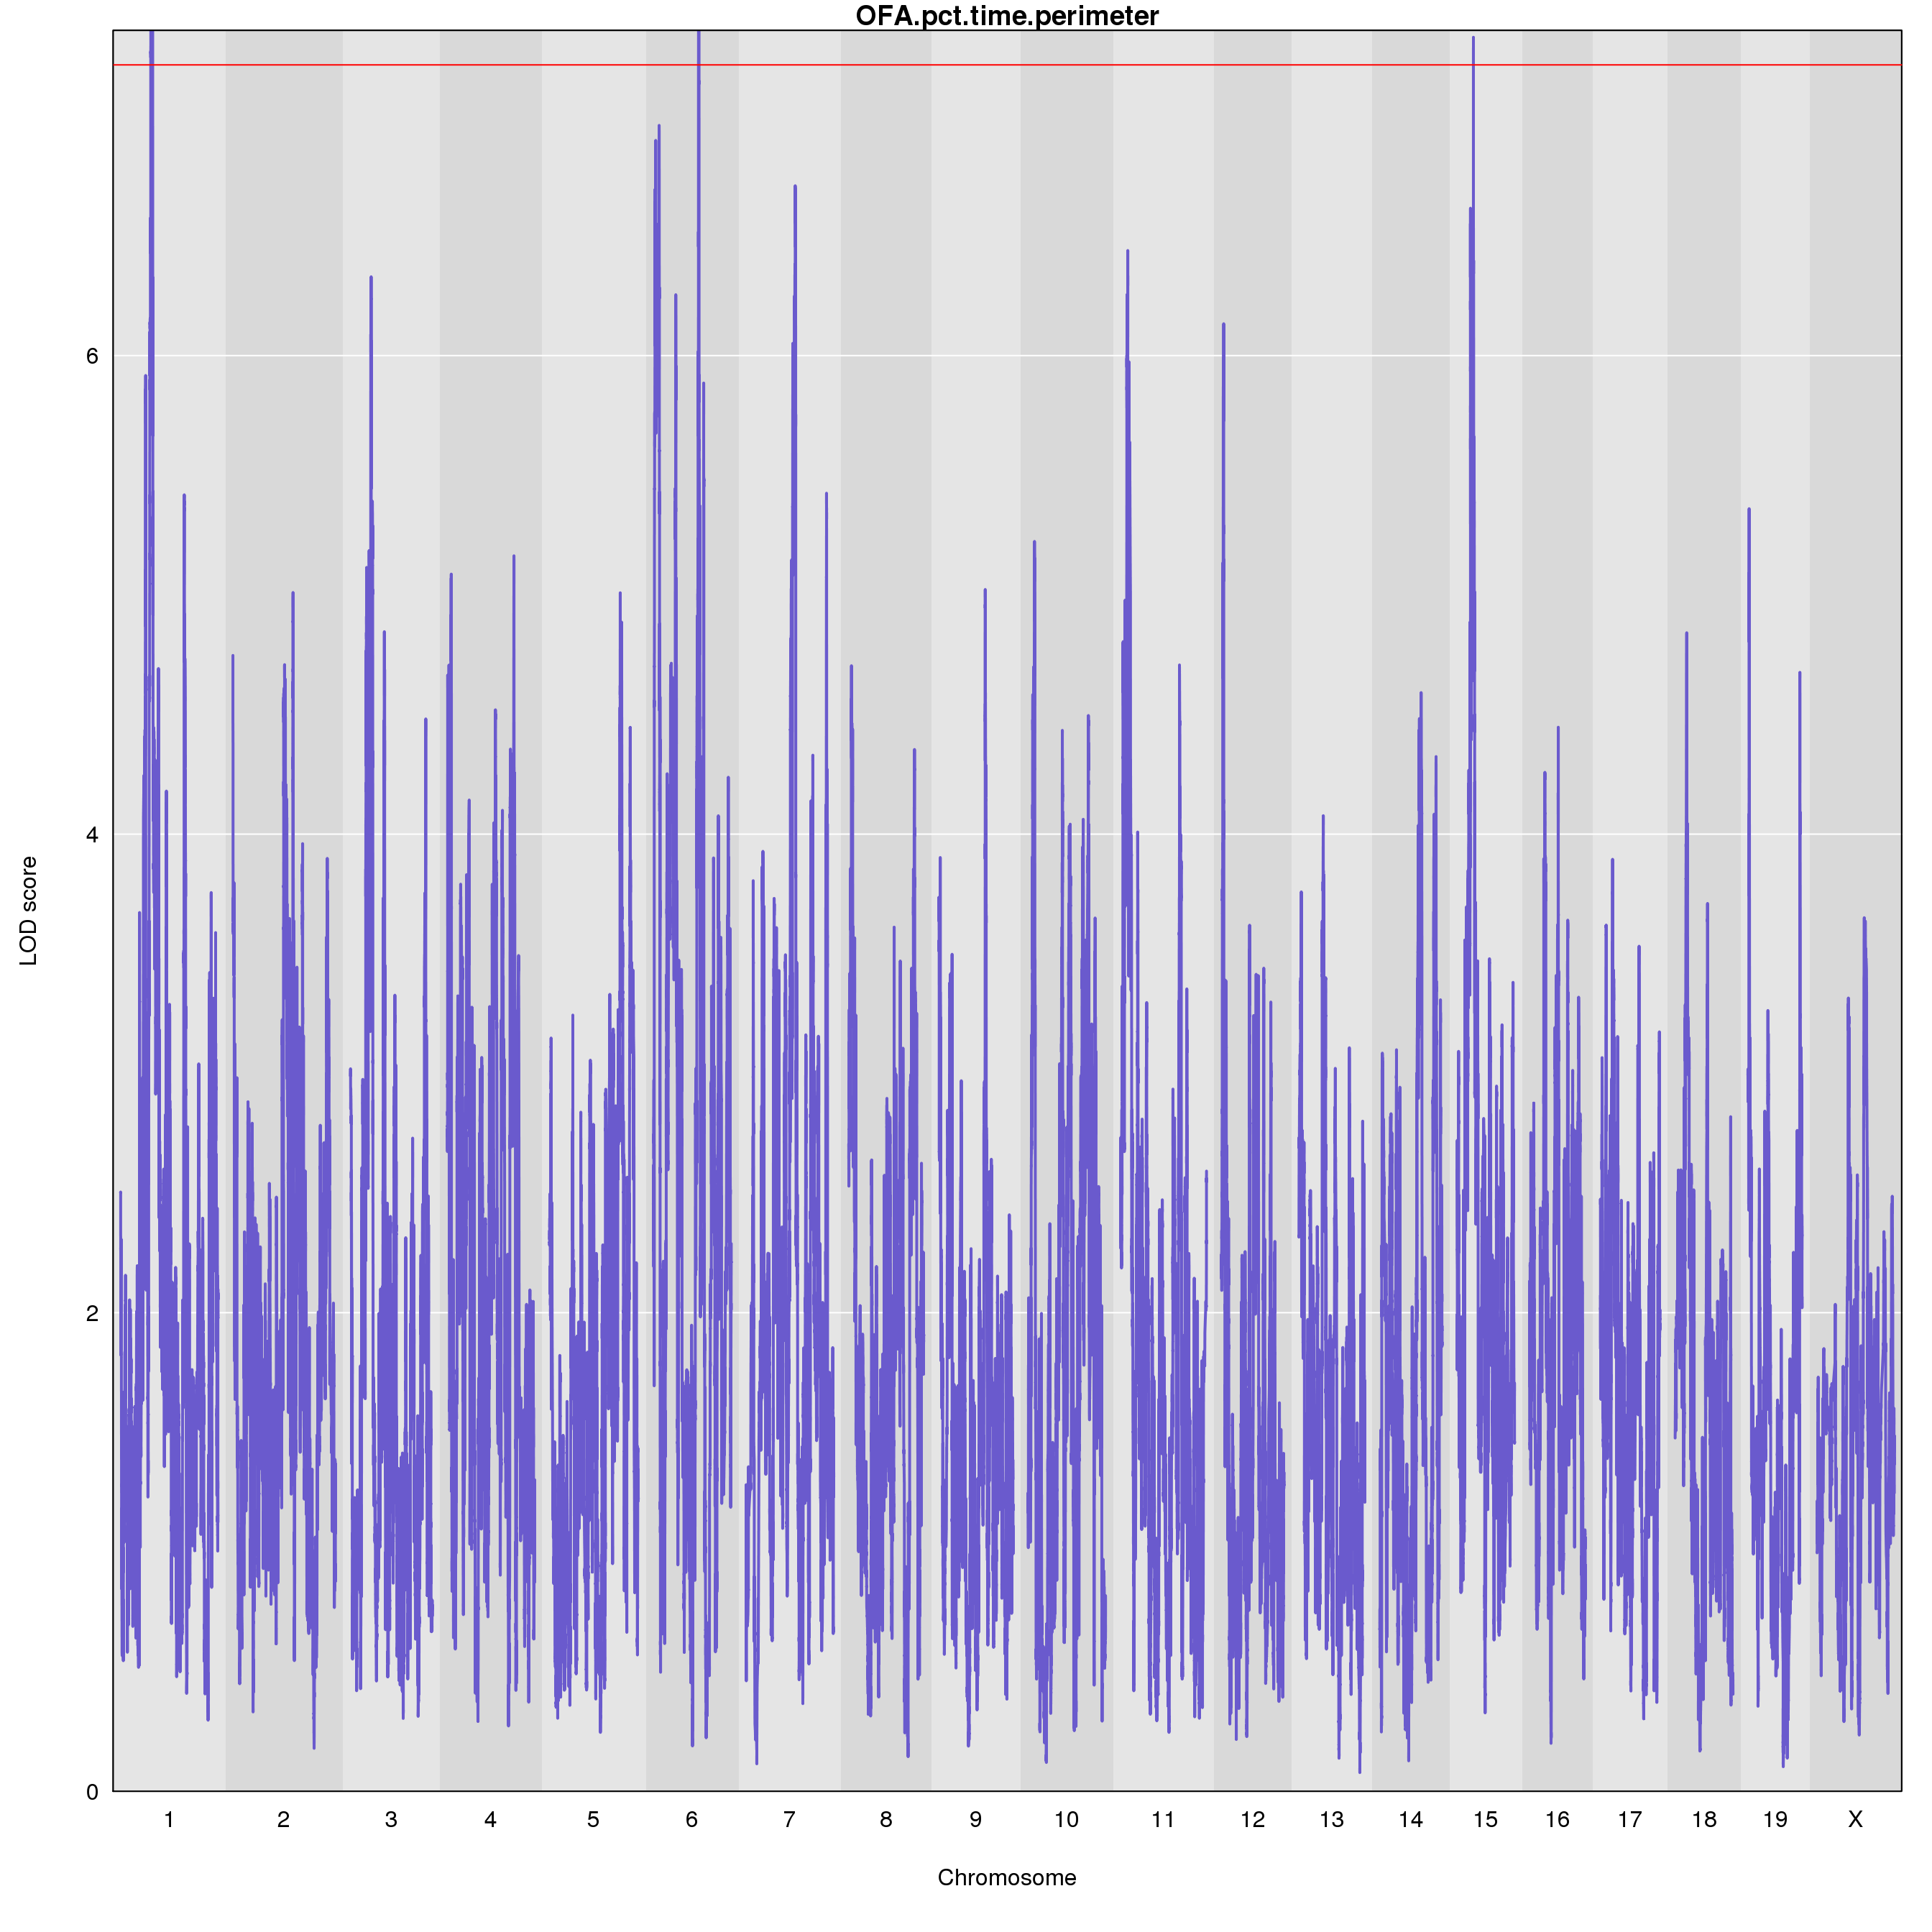 OFA.pct.time.perimeter
LOD score
6
4
2
0
1 2 3 4 5 6 7 8 9 10 11 12 13 14 15 16 17 18 19 X
Chromosome